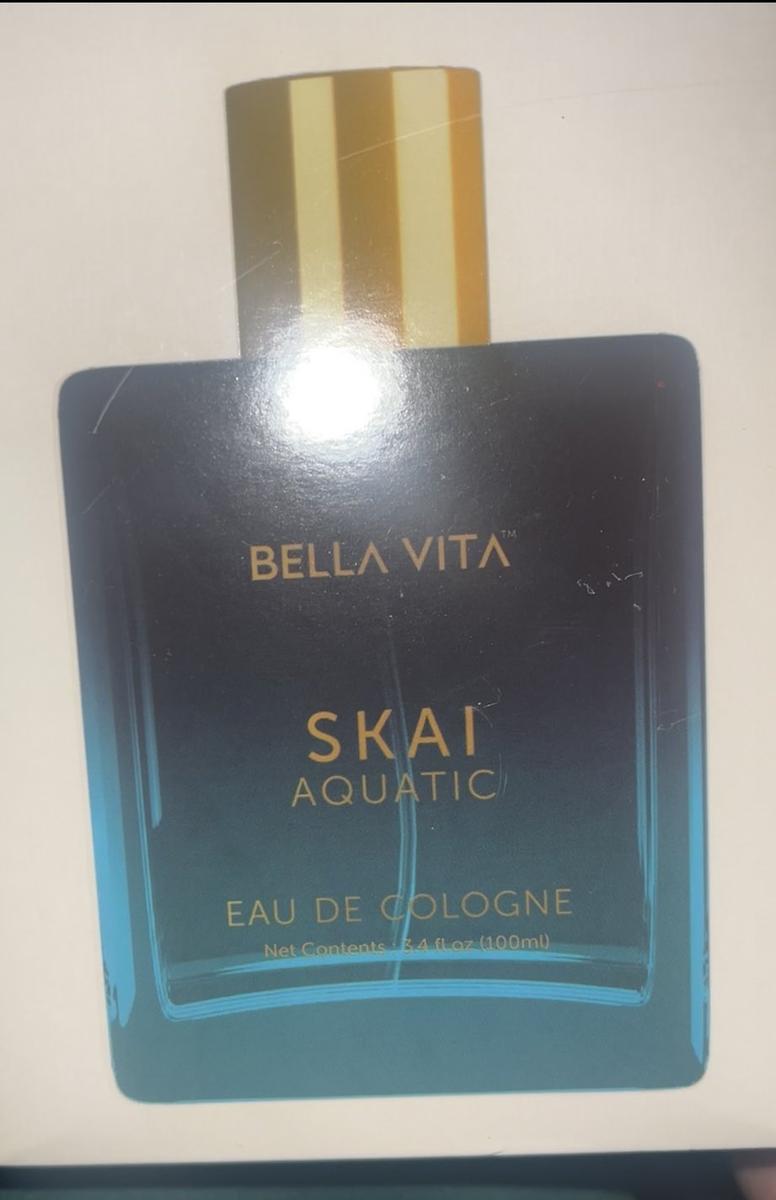 BELLA VITA™
SKAI
AQUATIC
EAU DE COLOGNE
Net Contents : 3.4 fl.oz (100ml)